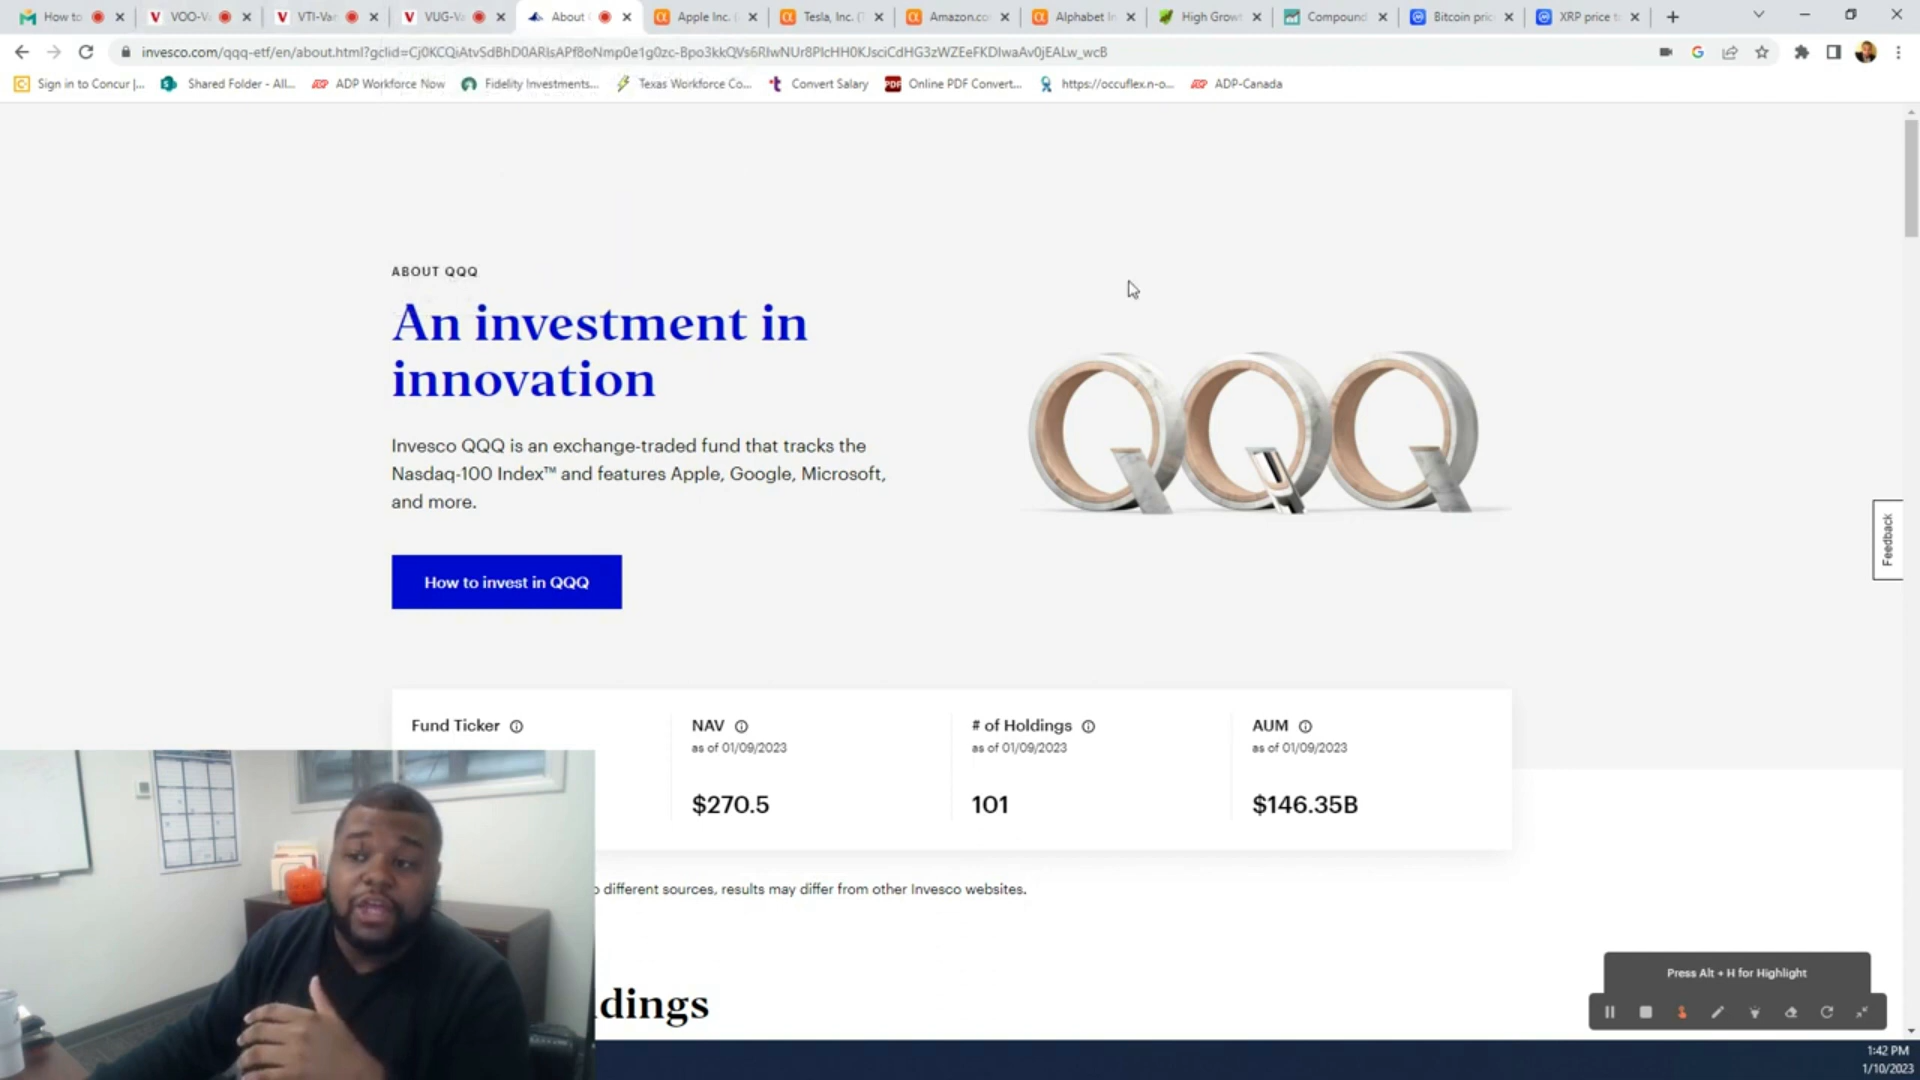 How to
VOO-Va
VTI-Var
VUG-Va
About
Apple Inc. (
Tesla, Inc. (T
Amazon.co
Alphabet In
High Growt
Compound
Bitcoin pric
XRP price t
invesco.com/qqq-etf/en/about.html?gclid=
Sign in to Concur |...
Shared Folder - All...
ADP Workforce Now
Fidelity Investments...
Texas Workforce Co...
Convert Salary
Online PDF Convert...
https://occuflex.n-o...
ADP-Canada
ABOUT QQQ
An investment in
innovation
Invesco QQQ is an exchange-traded fund that tracks the
Nasdaq-100 Index™ and features Apple, Google, Microsoft,
and more.
How to invest in QQQ
QQQ
Feedback
Fund Ticker
NAV
as of 01/09/2023
$270.5
# of Holdings
as of 01/09/2023
101
AUM
as of 01/09/2023
$146.35B
different sources, results may differ from other Invesco websites.
dings
Press Alt + H for Highlight
1:42 PM
1/10/2023